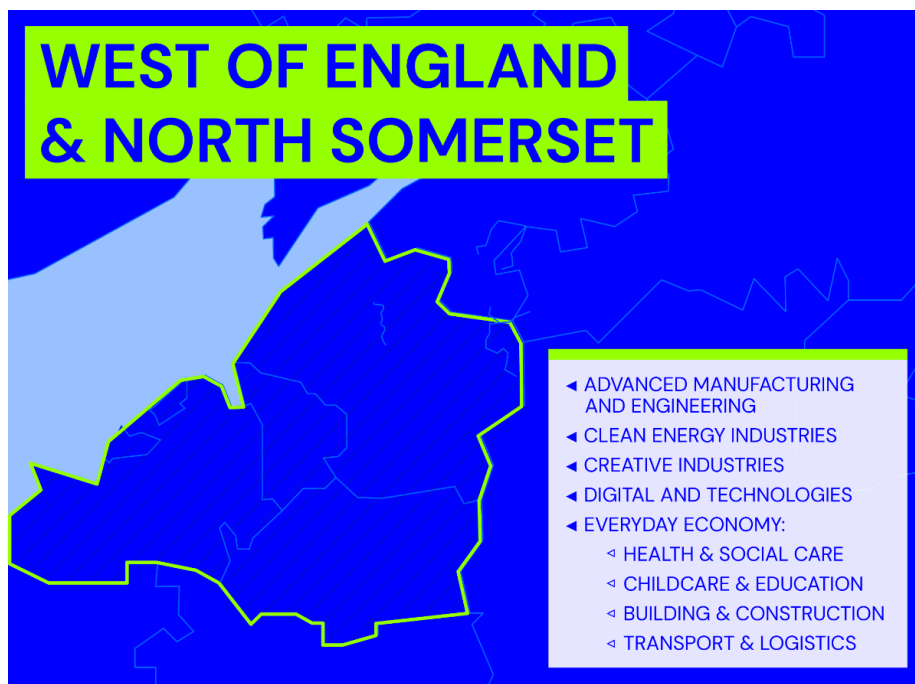 WEST OF ENGLAND
& NORTH SOMERSET
◄ ADVANCED MANUFACTURING
AND ENGINEERING
◄ CLEAN ENERGY INDUSTRIES
◄ CREATIVE INDUSTRIES
◄ DIGITAL AND TECHNOLOGIES
◄ EVERYDAY ECONOMY:
◅ HEALTH & SOCIAL CARE
◅ CHILDCARE & EDUCATION
◅ BUILDING & CONSTRUCTION
◅ TRANSPORT & LOGISTICS